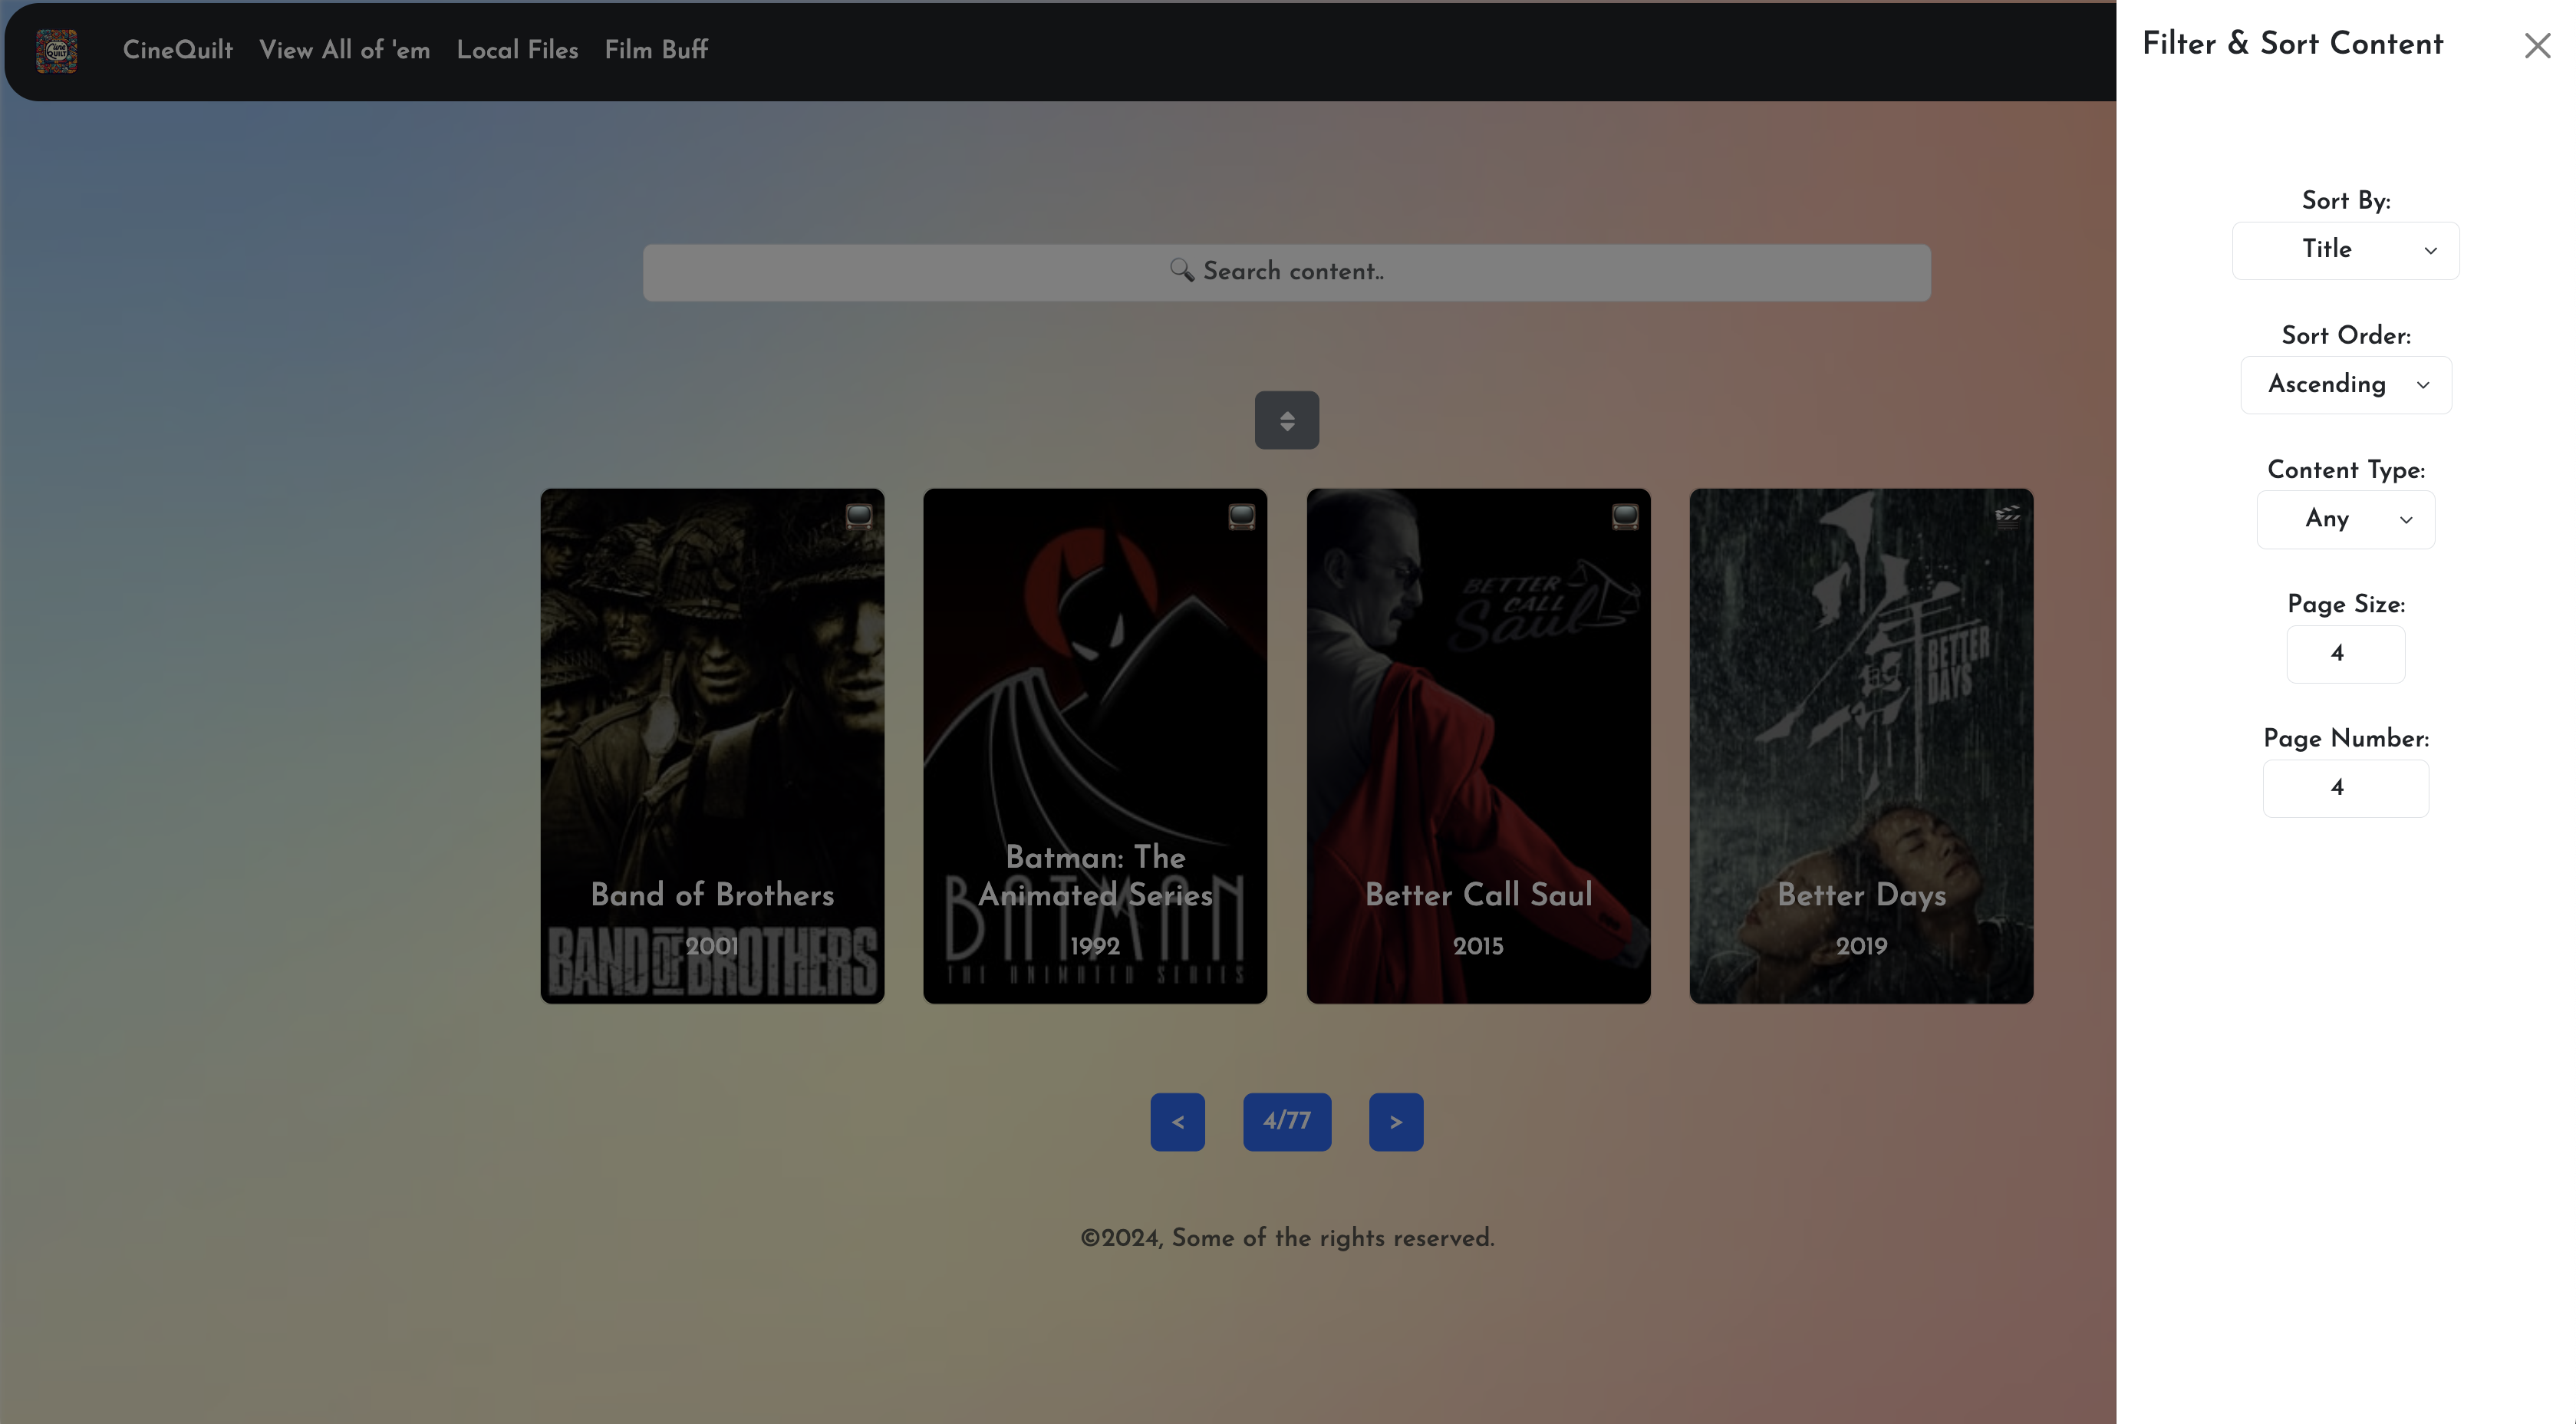 CineQuilt View All of 'em Local Files Film Buff
Filter & Sort Content
Search content..
Sort By:
Title
Sort Order:
Ascending
Content Type:
Any
Page Size:
4
Page Number:
4
BAND OF BROTHERS
Band of Brothers
2001
BATMAN
THE ANIMATED SERIES
Batman: The
Animated Series
1992
BETTER
CALL
Saul
Better Call Saul
2015
BETTER
DAYS
Better Days
2019
<
4/77
>
©2024, Some of the rights reserved.